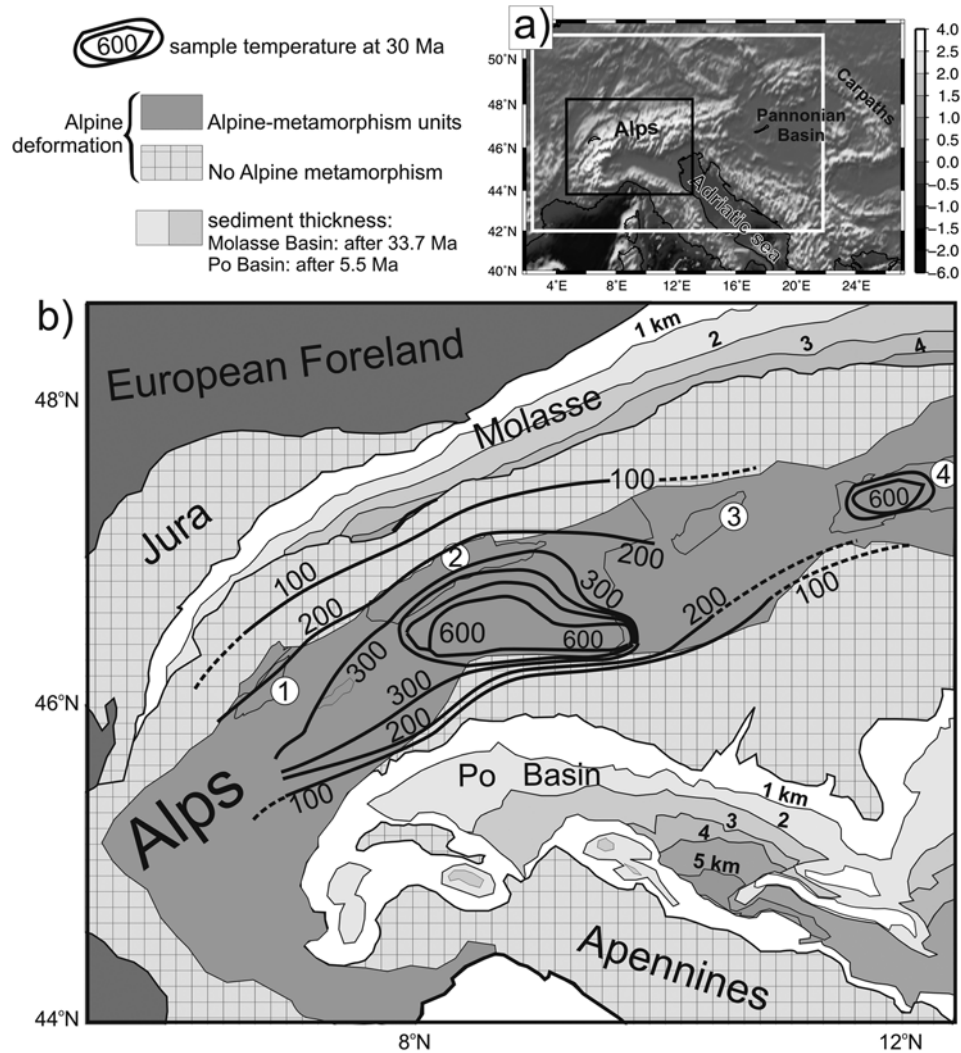 600
sample temperature at 30 Ma
Alpine
deformation
Alpine-metamorphism units
No Alpine metamorphism
sediment thickness:
Molasse Basin: after 33.7 Ma
Po Basin: after 5.5 Ma
a)
50˚N
48˚N
46˚N
44˚N
42˚N
40˚N
4˚E
8˚E
12˚E
16˚E
20˚E
24˚E
Alps
Carpaths
Pannonian
Basin
Adriatic sea
4.0
2.5
2.0
1.5
1.0
0.5
0.0
−0.5
−1.0
−1.5
−2.0
−6.0
b)
European Foreland
1 km
2
3
4
Molasse
Jura
48°N
46°N
44°N
8°N
12°N
100
100
200
200
300
300
300
600
600
600
200
200
100
100
1
2
3
4
Alps
Po Basin
1 km
2
3
4
5 km
Apennines